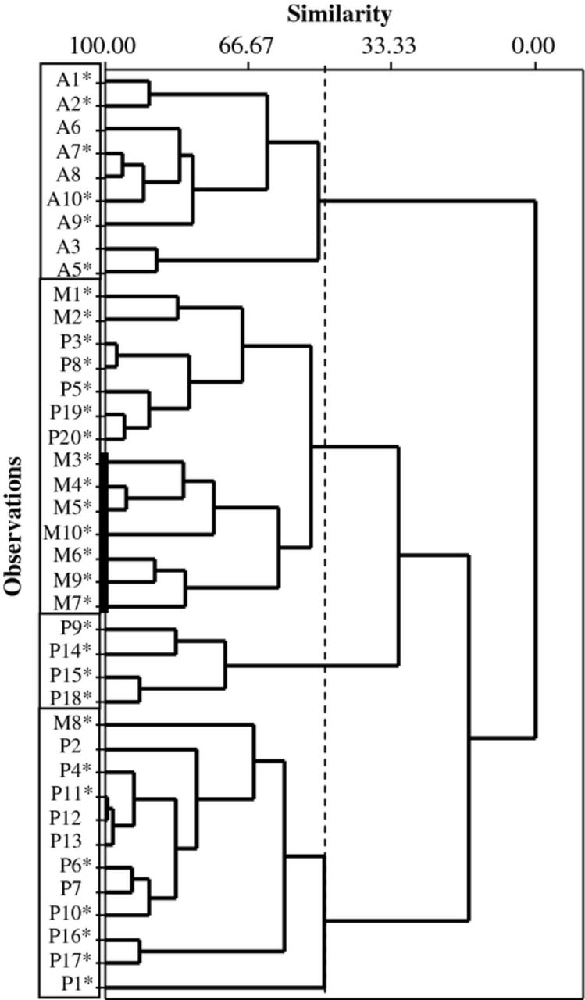 Similarity
100.00 66.67 33.33 0.00
A1*
A2*
A6
A7*
A8
A10*
A9*
A3
A5*
M1*
M2*
P3*
P8*
P5*
P19*
P20*
M3*
M4*
M5*
M10*
M6*
M9*
M7*
P9*
P14*
P15*
P18*
M8*
P2
P4*
P11*
P12
P13
P6*
P7
P10*
P16*
P17*
P1*
Observations